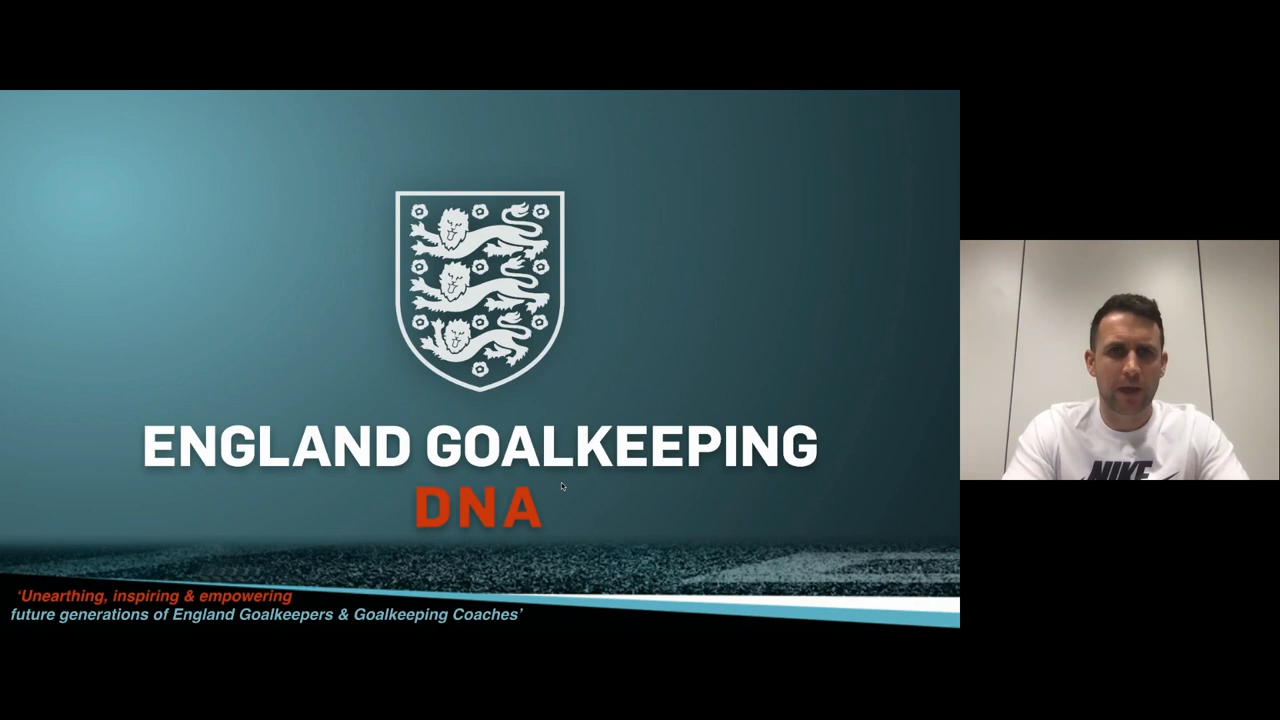 ENGLAND GOALKEEPING
DNA
‘Unearthing, inspiring & empowering
future generations of England Goalkeepers & Goalkeeping Coaches’
NIKE